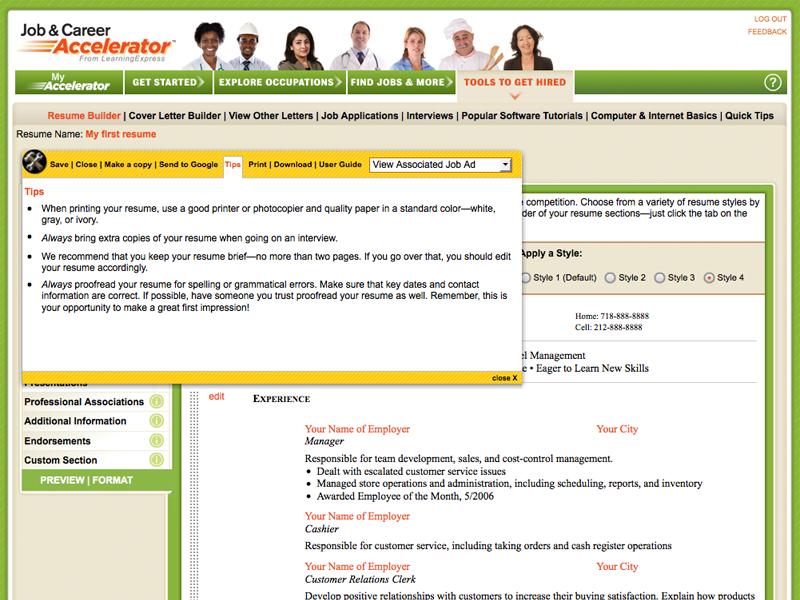 LOG OUT
FEEDBACK
Job & Career
Accelerator™
From LearningExpress
My
Accelerator
GET STARTED
EXPLORE OCCUPATIONS
FIND JOBS & MORE
TOOLS TO GET HIRED
?
Resume Builder | Cover Letter Builder | View Other Letters | Job Applications | Interviews | Popular Software Tutorials | Computer & Internet Basics | Quick Tips
Resume Name: My first resume
Save | Close | Make a copy | Send to Google Tips Print | Download | User Guide View Associated Job Ad
Tips
• When printing your resume, use a good printer or photocopier and quality paper in a standard color—white,
gray, or ivory.
• Always bring extra copies of your resume when going on an interview.
• We recommend that you keep your resume brief—no more than two pages. If you go over that, you should edit
your resume accordingly.
• Always proofread your resume for spelling or grammatical errors. Make sure that key dates and contact
information are correct. If possible, have someone you trust proofread your resume as well. Remember, this is
your opportunity to make a great first impression!
close X
competition. Choose from a variety of resume styles by
der of your resume sections—just click the tab on the
Apply a Style:
Style 1 (Default) Style 2 Style 3 Style 4
Home: 718-888-8888
Cell: 212-888-8888
el Management
e • Eager to Learn New Skills
Presentations
Professional Associations
Additional Information
Endorsements
Custom Section
PREVIEW | FORMAT
edit
EXPERIENCE
Your Name of Employer Your City
Manager
Responsible for team development, sales, and cost-control management.
• Dealt with escalated customer service issues
• Managed store operations and administration, including scheduling, reports, and inventory
• Awarded Employee of the Month, 5/2006
Your Name of Employer
Cashier
Responsible for customer service, including taking orders and cash register operations
Your Name of Employer Your City
Customer Relations Clerk
Develop positive relationships with customers to increase their buying satisfaction. Explain how products